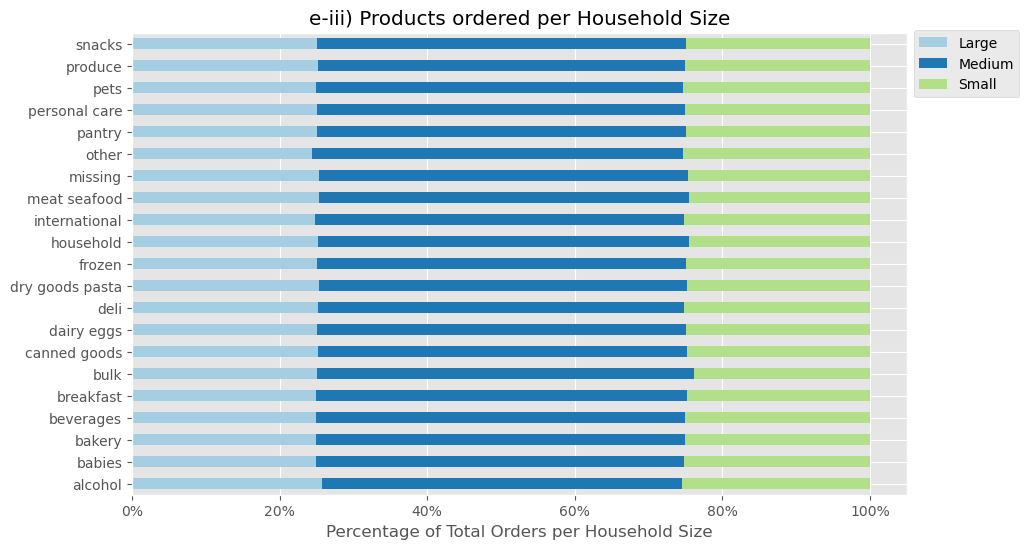 e-iii) Products ordered per Household Size
Large
Medium
Small
snacks
produce
pets
personal care
pantry
other
missing
meat seafood
international
household
frozen
dry goods pasta
deli
dairy eggs
canned goods
bulk
breakfast
beverages
bakery
babies
alcohol
0% 20% 40% 60% 80% 100%
Percentage of Total Orders per Household Size